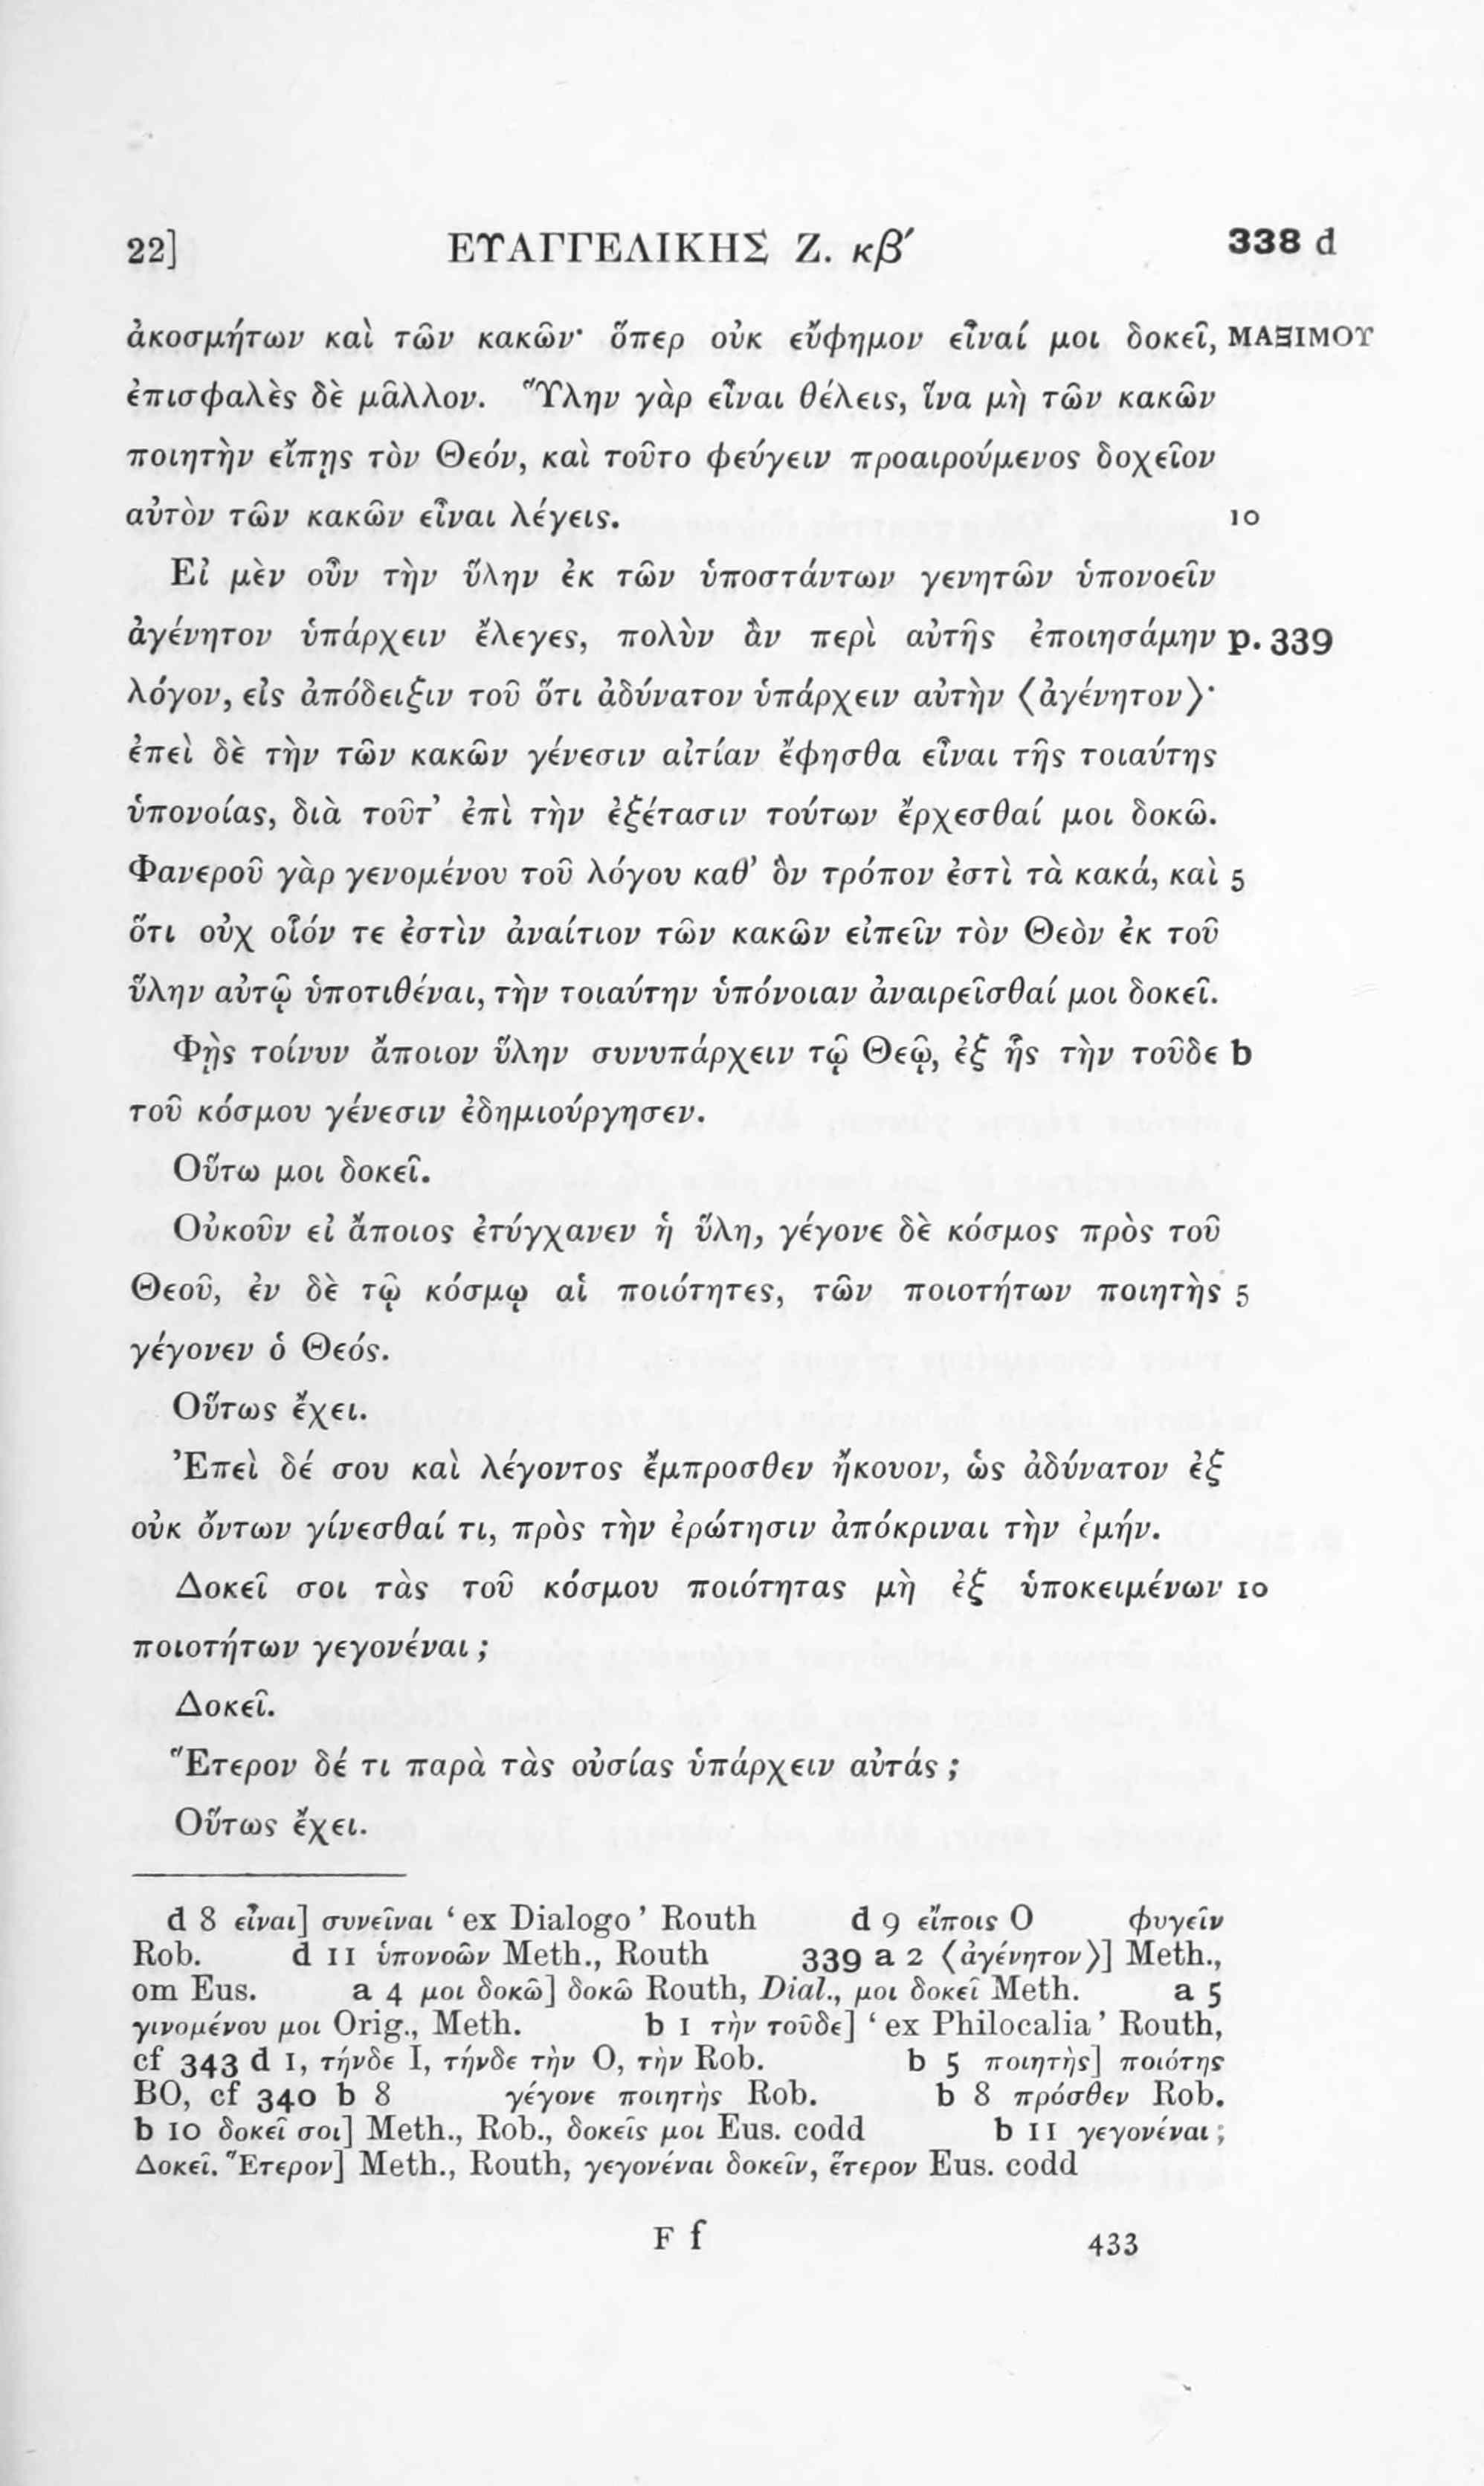 22] ΕΥΑΓΓΕΛΙΚΗΣ Ζ. κβ′ 338 d
ἀκοσμήτων καὶ τῶν κακῶν· ὅπερ οὐκ εὔφημον εἶναί μοι δοκεῖ, ΜΑΞΙΜΟΥ
ἐπισφαλὲς δὲ μᾶλλον. Ὕλην γὰρ εἶναι θέλεις, ἵνα μὴ τῶν κακῶν
ποιητὴν εἴπῃς τὸν Θεόν, καὶ τοῦτο φεύγειν προαιρούμενος δοχεῖον
αὐτὸν τῶν κακῶν εἶναι λέγεις. 10
Εἰ μὲν οὖν τὴν ὕλην ἐκ τῶν ὑποστάντων γενητῶν ὑπονοεῖν
ἀγένητον ὑπάρχειν ἔλεγες, πολὺν ἂν περὶ αὐτῆς ἐποιησάμην p. 339
λόγον, εἰς ἀπόδειξιν τοῦ ὅτι ἀδύνατον ὑπάρχειν αὐτὴν ⟨ἀγένητον⟩·
ἐπεὶ δὲ τὴν τῶν κακῶν γένεσιν αἰτίαν ἔφησθα εἶναι τῆς τοιαύτης
ὑπονοίας, διὰ τοῦτ’ ἐπὶ τὴν ἐξέτασιν τούτων ἔρχεσθαί μοι δοκῶ.
Φανεροῦ γὰρ γενομένου τοῦ λόγου καθ’ ὃν τρόπον ἐστὶ τὰ κακά, καὶ 5
ὅτι οὐχ οἷόν τε ἐστὶν ἀναίτιον τῶν κακῶν εἰπεῖν τὸν Θεὸν ἐκ τοῦ
ὕλην αὐτῷ ὑποτιθέναι, τὴν τοιαύτην ὑπόνοιαν ἀναιρεῖσθαί μοι δοκεῖ.
Φῂς τοίνυν ἄποιον ὕλην συνυπάρχειν τῷ Θεῷ, ἐξ ἧς τὴν τοῦδε b
τοῦ κόσμου γένεσιν ἐδημιούργησεν.
Οὕτω μοι δοκεῖ.
Οὐκοῦν εἰ ἄποιος ἐτύγχανεν ἡ ὕλη, γέγονε δὲ κόσμος πρὸς τοῦ
Θεοῦ, ἐν δὲ τῷ κόσμῳ αἱ ποιότητες, τῶν ποιοτήτων ποιητὴς 5
γέγονεν ὁ Θεός.
Οὕτως ἔχει.
Ἐπεὶ δέ σου καὶ λέγοντος ἔμπροσθεν ἤκουον, ὡς ἀδύνατον ἐξ
οὐκ ὄντων γίνεσθαί τι, πρὸς τὴν ἐρώτησιν ἀπόκριναι τὴν ἐμήν.
Δοκεῖ σοι τὰς τοῦ κόσμου ποιότητας μὴ ἐξ ὑποκειμένων 10
ποιοτήτων γεγονέναι ;
Δοκεῖ.
Ἕτερον δέ τι παρὰ τὰς οὐσίας ὑπάρχειν αὐτάς ;
Οὕτως ἔχει.
d 8 εἶναι] συνεῖναι ‘ ex Dialogo ’ Routh d 9 εἴποις O φυγεῖν
Rob. d 11 ὑπονοῶν Meth., Routh 339 a 2 ⟨ἀγένητον⟩] Meth.,
om Eus. a 4 μοι δοκῶ] δοκῶ Routh, Dial., μοι δοκεῖ Meth. a 5
γινομένου μοι Orig., Meth. b 1 τὴν τοῦδε] ‘ ex Philocalia ’ Routh,
cf 343 d 1, τήνδε I, τήνδε τὴν O, τὴν Rob. b 5 ποιητὴς] ποιότης
BO, cf 340 b 8 γέγονε ποιητὴς Rob. b 8 πρόσθεν Rob.
b 10 δοκεῖ σοι] Meth., Rob., δοκεῖς μοι Eus. codd b 11 γεγονέναι ;
Δοκεῖ. Ἕτερον] Meth., Routh, γεγονέναι δοκεῖν, ἕτερον Eus. codd
F f 433